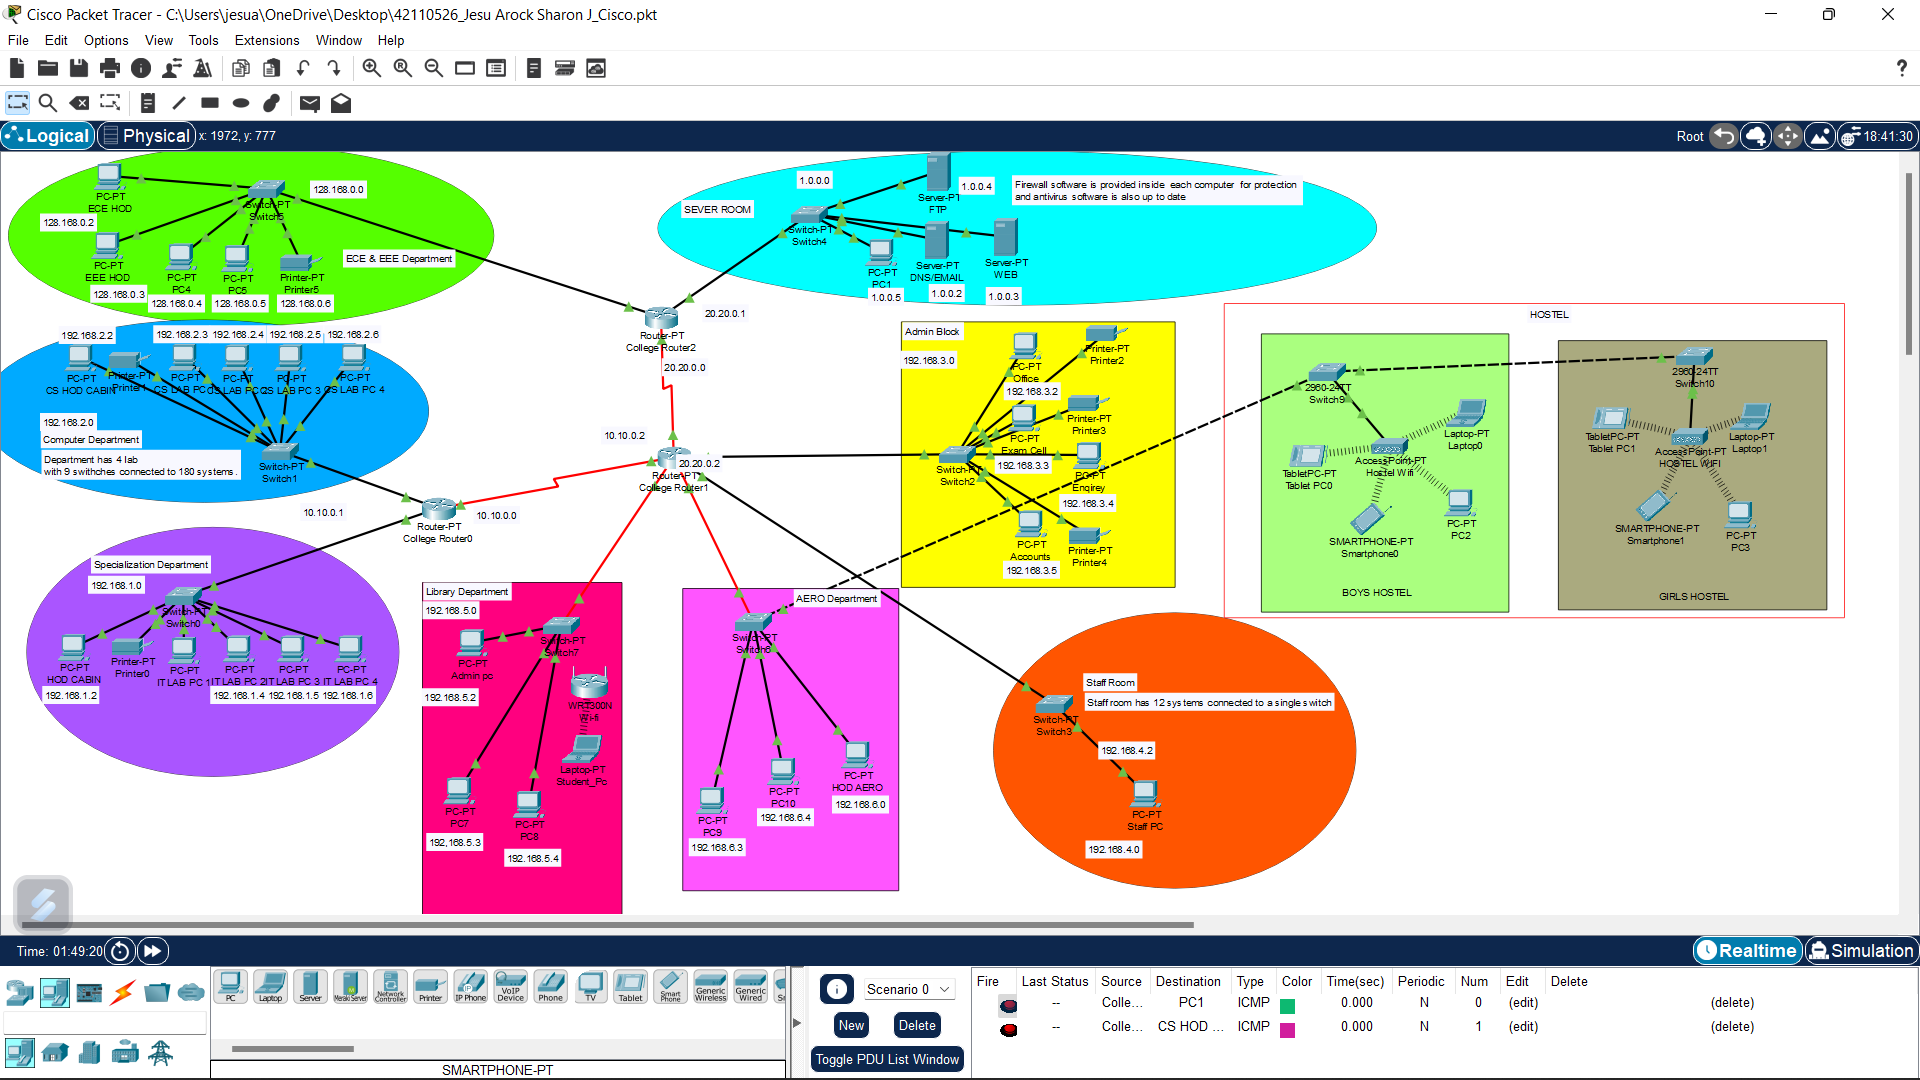 Cisco Packet Tracer - C:\Users\jesua\OneDrive\Desktop\42110526_Jesu Arock Sharon J_Cisco.pkt
File Edit Options View Tools Extensions Window Help
?
Logical Physical x: 1972, y: 777
Root 18:41:30
PC-PT
ECE HOD
128.168.0.2
PC-PT
EEE HOD
128.168.0.3
PC-PT
PC4
128.168.0.4
PC-PT
PC5
128.168.0.5
Printer-PT
Printer5
128.168.0.6
Switch-PT
Switch5
128.168.0.0
ECE & EEE Department
SEVER ROOM
1.0.0.0
Switch-PT
Switch4
Server-PT
FTP
1.0.0.4
Firewall software is provided inside each computer for protection
and antivirus software is also up to date
PC-PT
PC1
1.0.0.5
Server-PT
DNS/EMAIL
1.0.0.2
Server-PT
WEB
1.0.0.3
Router-PT
College Router2
20.20.0.1
20.20.0.0
192.168.2.2
192.168.2.3
192.168.2.4
192.168.2.5
192.168.2.6
PC-PT
CS HOD CABIN
Printer-PT
Printer1
PC-PT
CS LAB PC
PC-PT
CS LAB PC 2
PC-PT
CS LAB PC 3
PC-PT
CS LAB PC 4
192.168.2.0
Computer Department
Department has 4 lab
with 9 swithches connected to 180 systems.
Switch-PT
Switch1
10.10.0.1
Router-PT
College Router0
10.10.0.0
10.10.0.2
20.20.0.2
Router-PT
College Router1
Specialization Department
192.168.1.0
Switch-PT
Switch0
PC-PT
HOD CABIN
192.168.1.2
Printer-PT
Printer0
PC-PT
IT LAB PC 1
PC-PT
IT LAB PC 2
192.168.1.4
PC-PT
IT LAB PC 3
192.168.1.5
PC-PT
IT LAB PC 4
192.168.1.6
Library Department
192.168.5.0
PC-PT
Admin pc
192.168.5.2
Switch-PT
Switch7
WRT300N
Wi-fi
Laptop-PT
Student_Pc
PC-PT
PC7
192,168.5.3
PC-PT
PC8
192.168.5.4
AERO Department
Switch-PT
Switch6
PC-PT
PC9
192.168.6.3
PC-PT
PC10
192.168.6.4
PC-PT
HOD AERO
192.168.6.0
Admin Block
192.168.3.0
PC-PT
Office
192.168.3.2
Printer-PT
Printer2
PC-PT
Exam Cell
192.168.3.3
Printer-PT
Printer3
Switch-PT
Switch2
PC-PT
Enqirey
192.168.3.4
PC-PT
Accounts
192.168.3.5
Printer-PT
Printer4
Staff Room
Staff room has 12 systems connected to a single switch
Switch-PT
Switch3
192.168.4.2
PC-PT
Staff PC
192.168.4.0
HOSTEL
2960-24TT
Switch9
Laptop-PT
Laptop0
AccessPoint-PT
Hostel Wifi
TabletPC-PT
Tablet PC0
SMARTPHONE-PT
Smartphone0
PC-PT
PC2
BOYS HOSTEL
2960-24TT
Switch10
TabletPC-PT
Tablet PC1
AccessPoint-PT
HOSTEL WIFI
Laptop-PT
Laptop1
SMARTPHONE-PT
Smartphone1
PC-PT
PC3
GIRLS HOSTEL
Time: 01:49:20
Realtime Simulation
PC Laptop Server Meraki Server Network Controller Printer IP Phone VoIP Device Phone TV Tablet Smart Phone Generic Wireless Generic Wired
SMARTPHONE-PT
Scenario 0
New Delete
Toggle PDU List Window
Fire Last Status Source Destination Type Color Time(sec) Periodic Num Edit Delete
-- Colle... PC1 ICMP 0.000 N 0 (edit) (delete)
-- Colle... CS HOD ... ICMP 0.000 N 1 (edit) (delete)